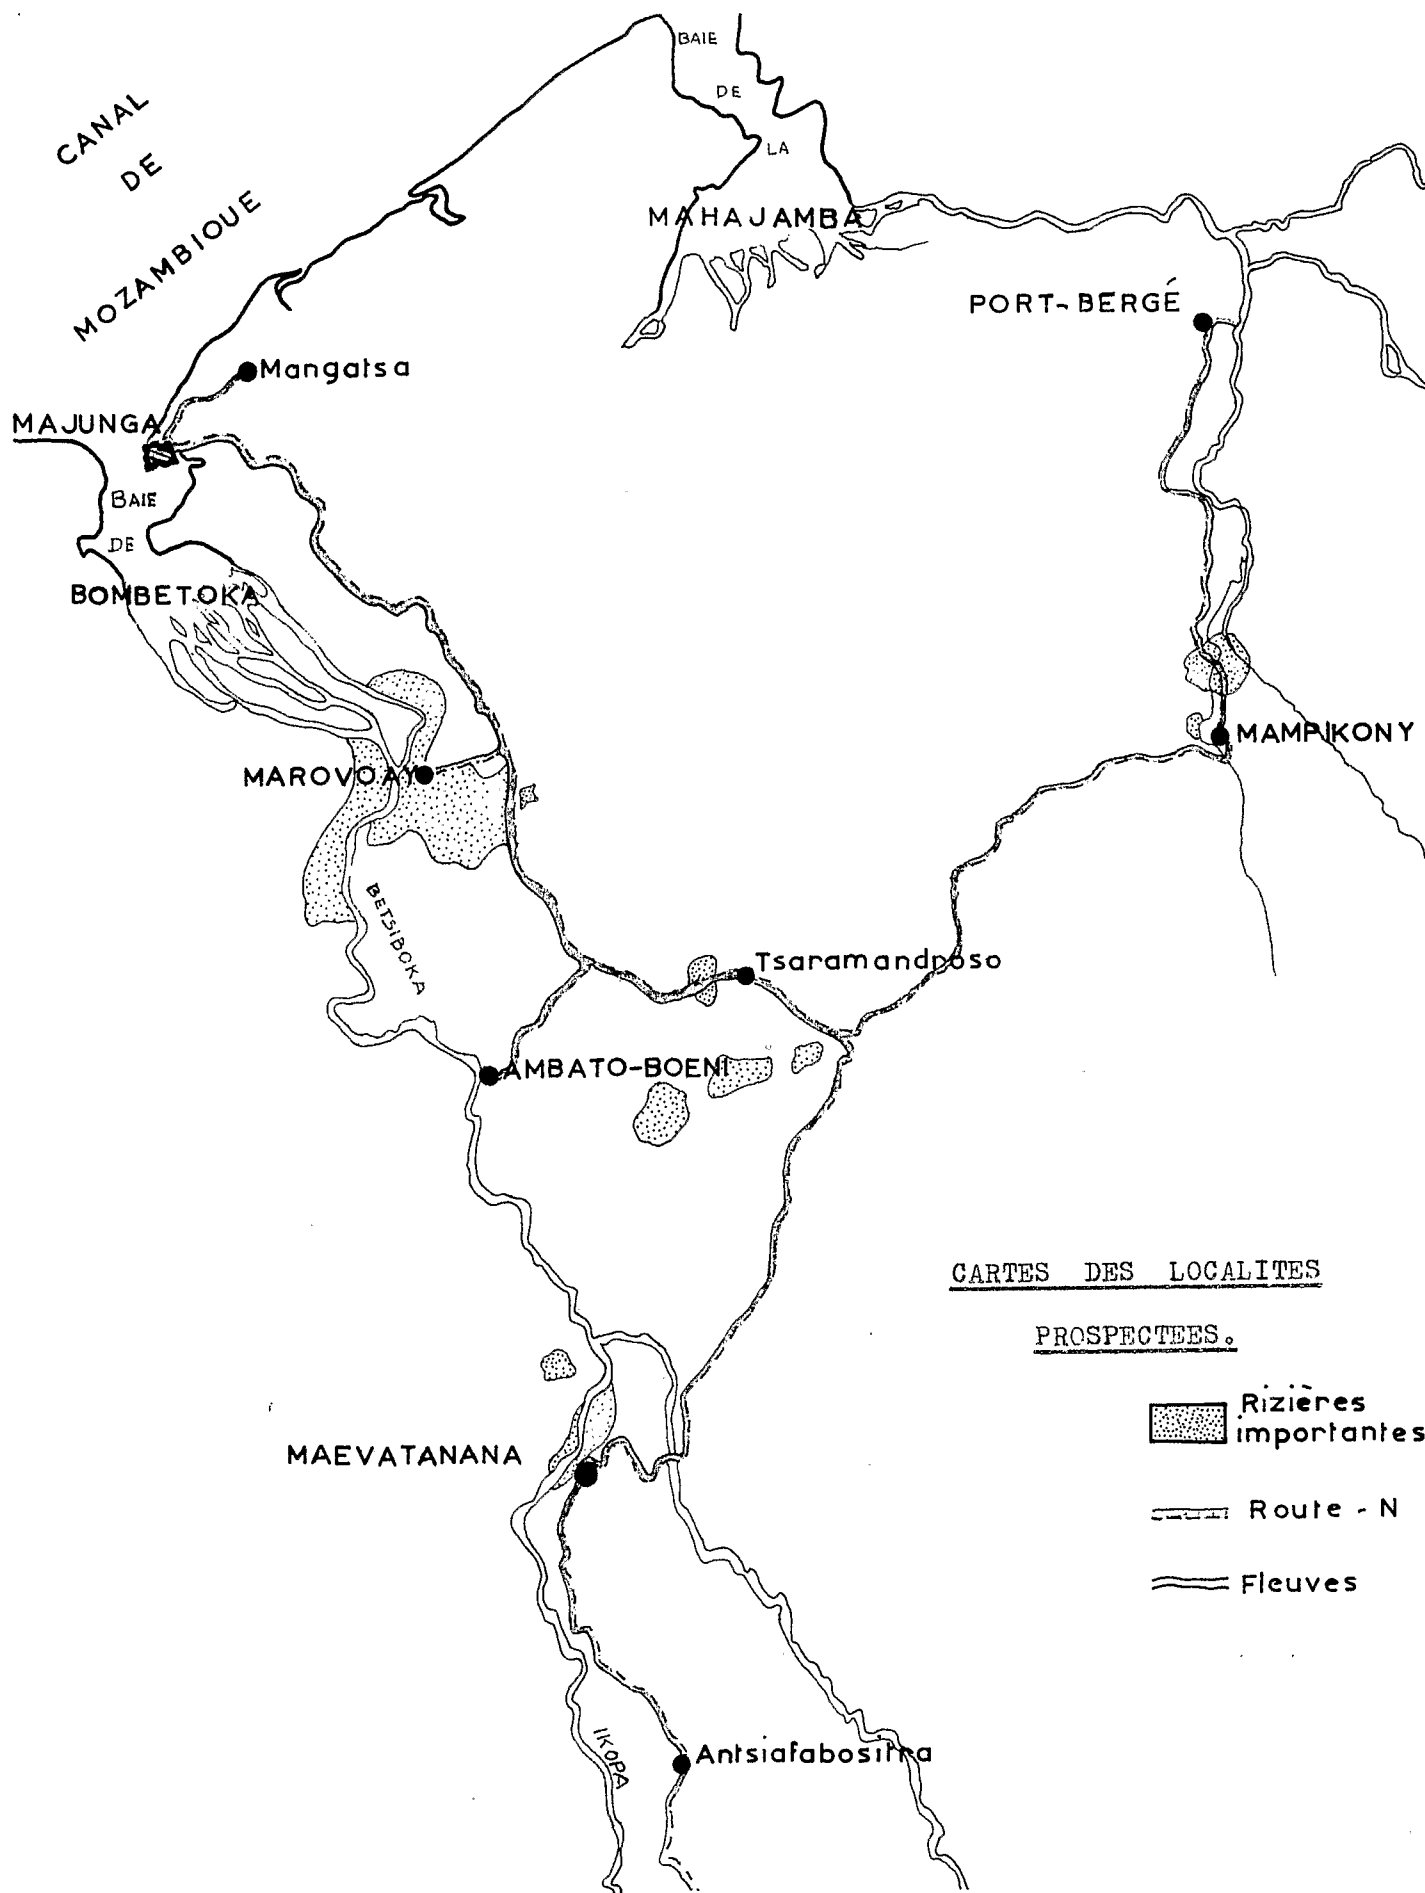 BAIE
DE
LA
MAHAJAMBA
CANAL
DE
MOZAMBIQUE
PORT-BERGÉ
Mangatsa
MAJUNGA
BAIE
DE
BOMBETOKA
MAMPIKONY
MAROVOAY
BETSIBOKA
Tsaramandroso
AMBATO-BOENI
CARTES DES LOCALITES
PROSPECTEES.
Rizières
importantes
MAEVATANANA
Route - N
Fleuves
IKOPA
Antsiafabositra